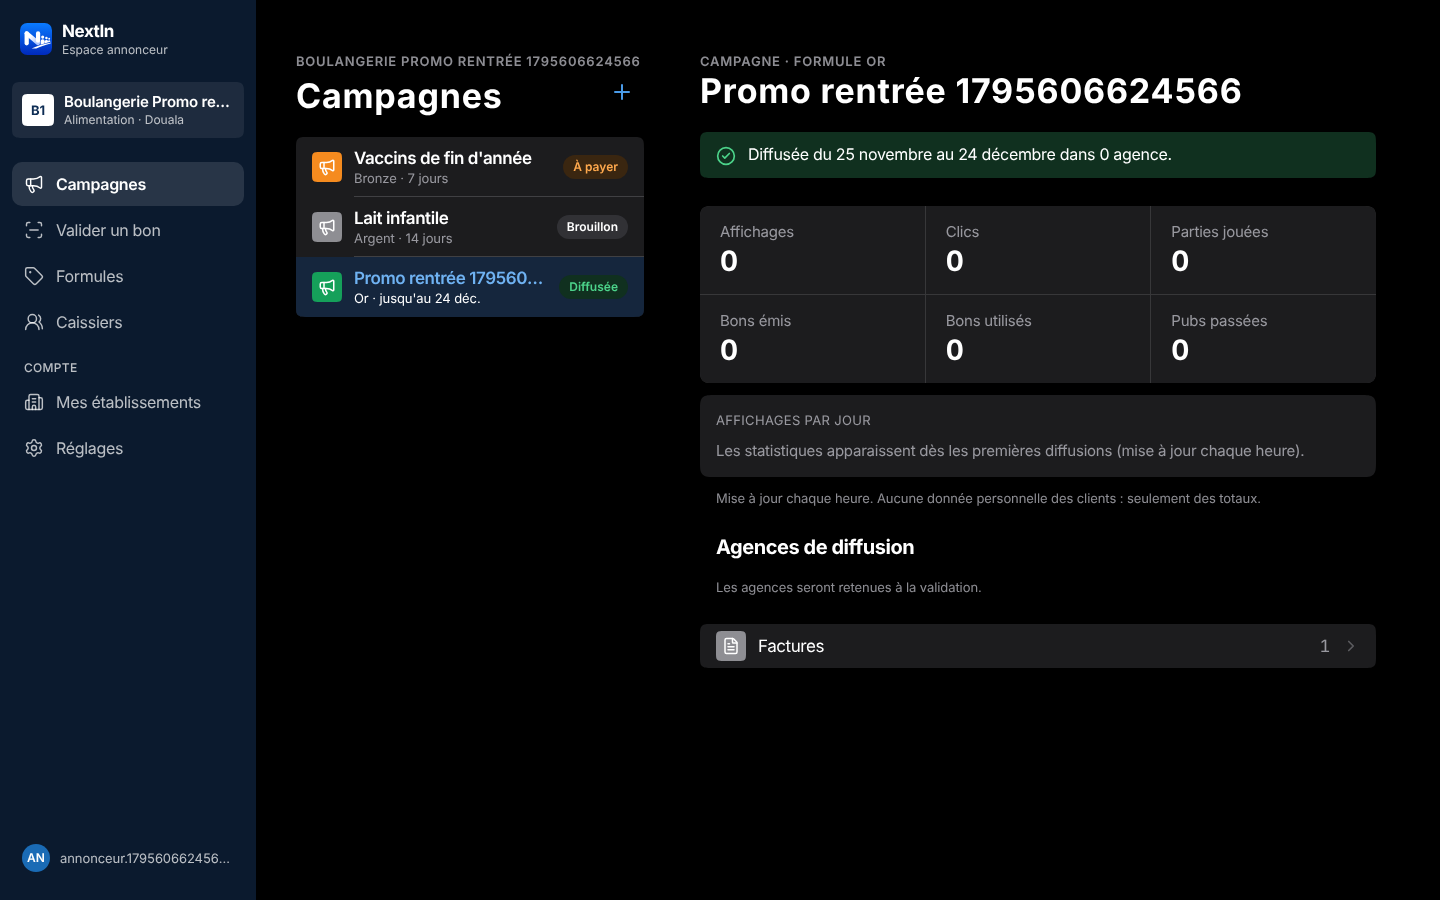 NextIn
Espace annonceur
B1
Boulangerie Promo re...
Alimentation · Douala
Campagnes
Valider un bon
Formules
Caissiers
COMPTE
Mes établissements
Réglages
AN
annonceur.179560662456...
BOULANGERIE PROMO RENTRÉE 1795606624566
Campagnes
Vaccins de fin d'année
Bronze · 7 jours
À payer
Lait infantile
Argent · 14 jours
Brouillon
Promo rentrée 179560...
Or · jusqu'au 24 déc.
Diffusée
CAMPAGNE · FORMULE OR
Promo rentrée 1795606624566
Diffusée du 25 novembre au 24 décembre dans 0 agence.
Affichages
0
Clics
0
Parties jouées
0
Bons émis
0
Bons utilisés
0
Pubs passées
0
AFFICHAGES PAR JOUR
Les statistiques apparaissent dès les premières diffusions (mise à jour chaque heure).
Mise à jour chaque heure. Aucune donnée personnelle des clients : seulement des totaux.
Agences de diffusion
Les agences seront retenues à la validation.
Factures
1